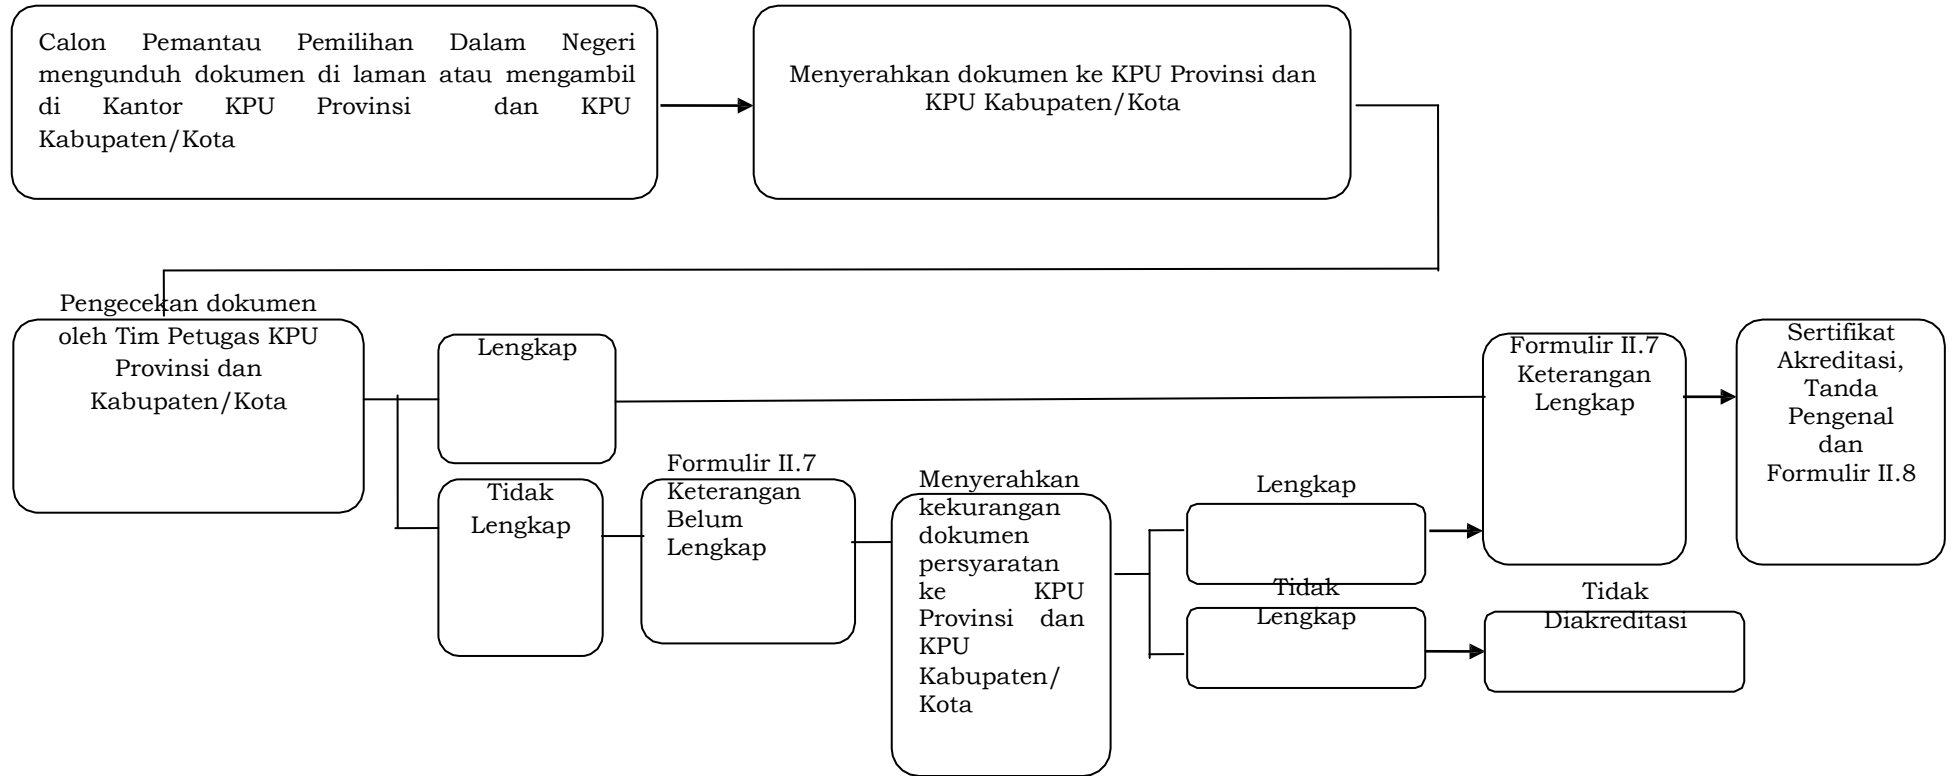 Calon Pemantau Pemilihan Dalam Negeri
mengunduh dokumen di laman atau mengambil
di Kantor KPU Provinsi dan KPU
Kabupaten/Kota
Menyerahkan dokumen ke KPU Provinsi dan
KPU Kabupaten/Kota
Pengecekan dokumen
oleh Tim Petugas KPU
Provinsi dan
Kabupaten/Kota
Lengkap
Tidak
Lengkap
Formulir II.7
Keterangan
Belum
Lengkap
Menyerahkan
kekurangan
dokumen
persyaratan
ke KPU
Provinsi dan
KPU
Kabupaten/
Kota
Lengkap
Tidak
Lengkap
Formulir II.7
Keterangan
Lengkap
Tidak
Diakreditasi
Sertifikat
Akreditasi,
Tanda
Pengenal
dan
Formulir II.8